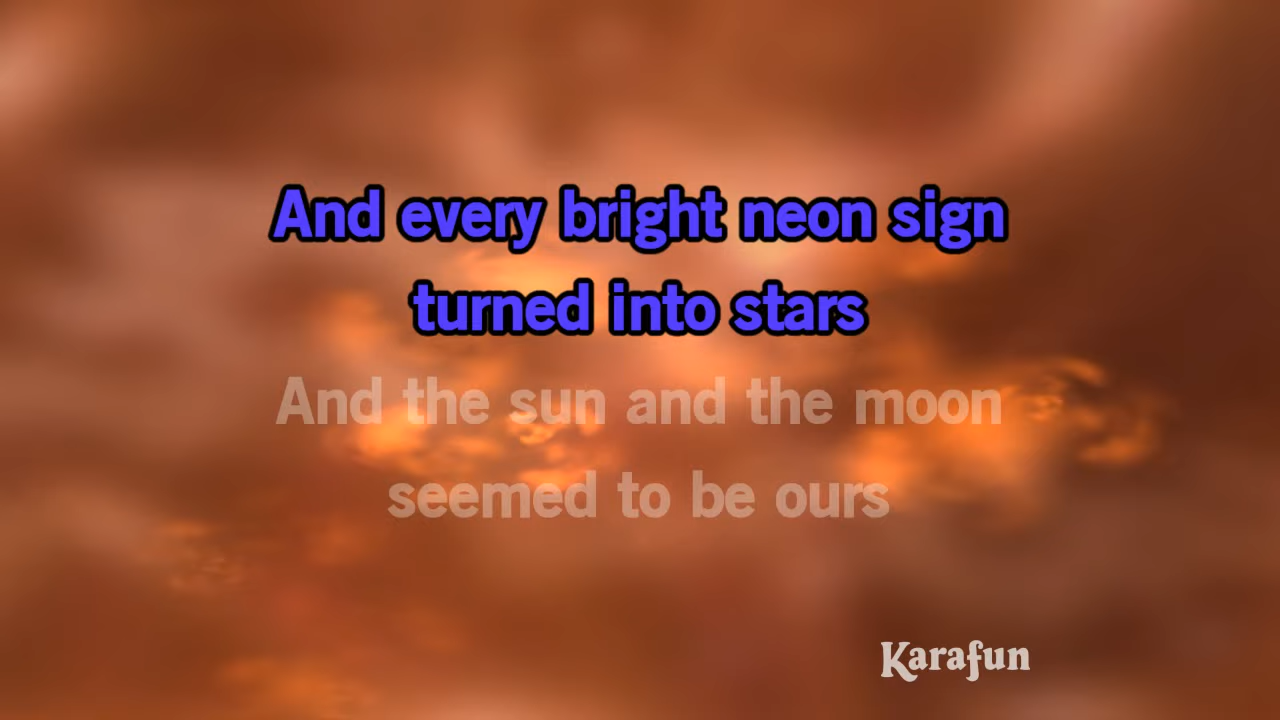 And every bright neon sign
turned into stars
And the sun and the moon
seemed to be ours
Karafun